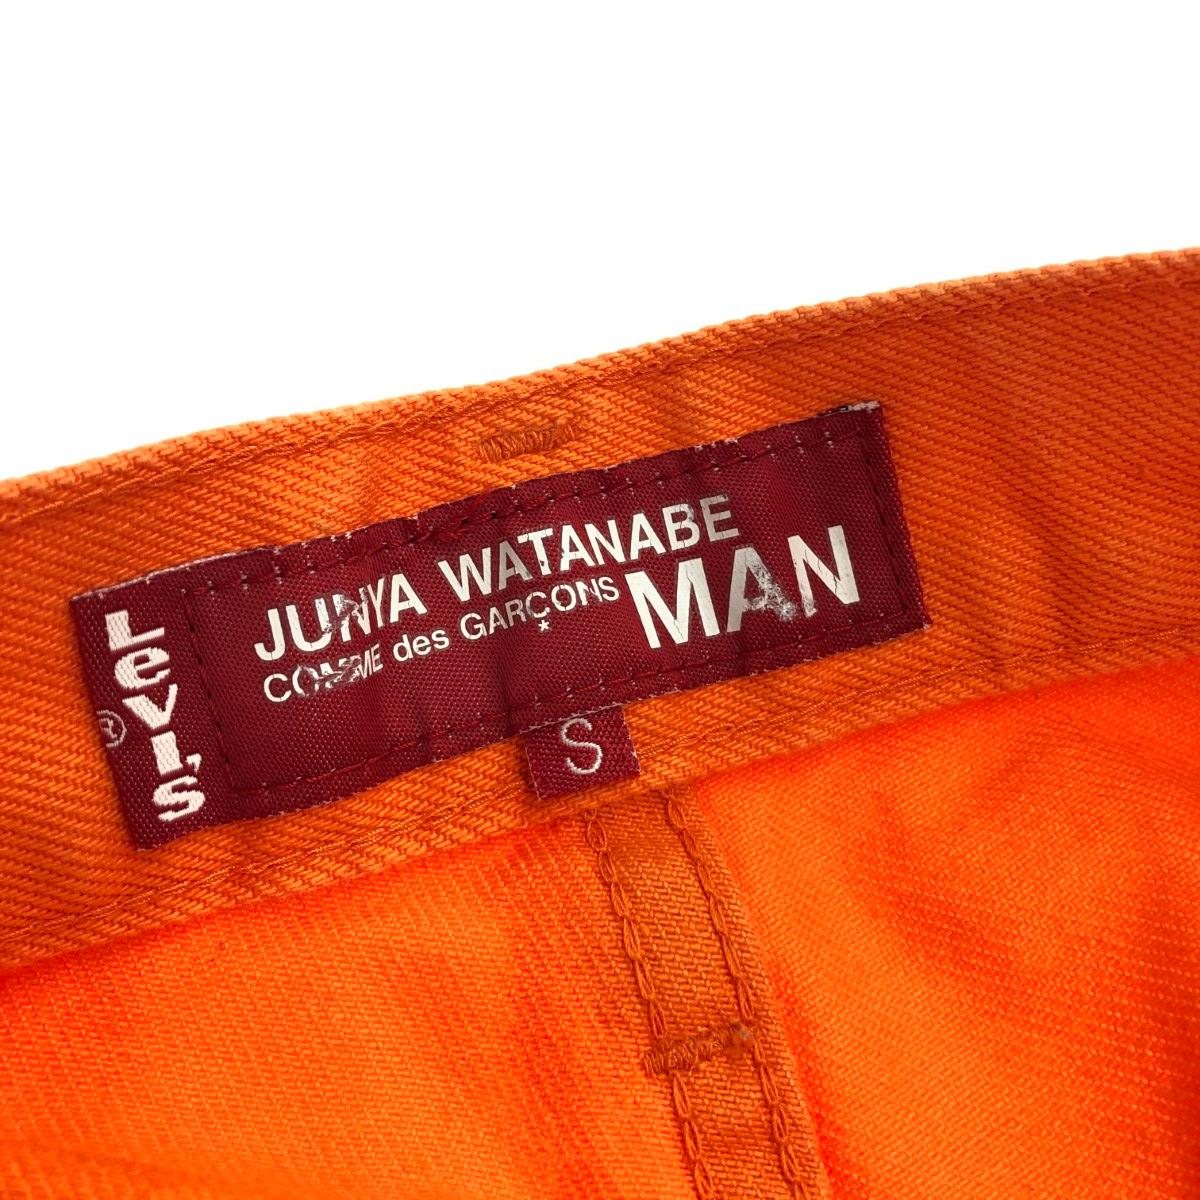 LEVI'S
®
JUNYA WATANABE
COMME des GARÇONS
MAN
S